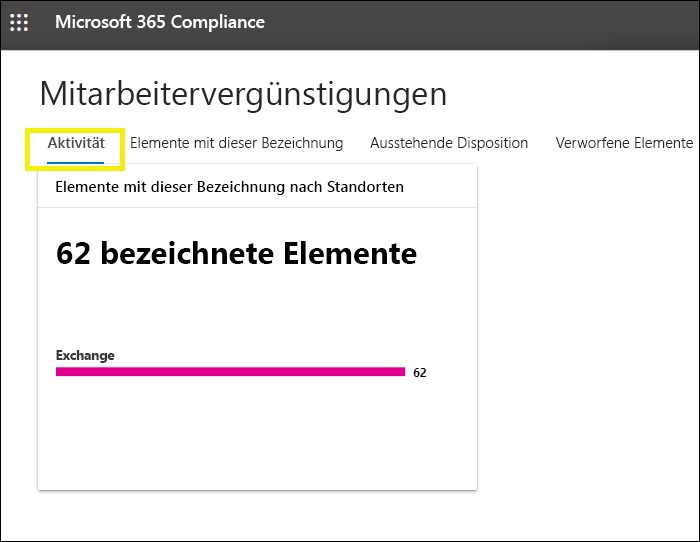 Microsoft 365 Compliance
Mitarbeitervergünstigungen
Aktivität Elemente mit dieser Bezeichnung Ausstehende Disposition Verworfene Elemente
Elemente mit dieser Bezeichnung nach Standorten
62 bezeichnete Elemente
Exchange
62